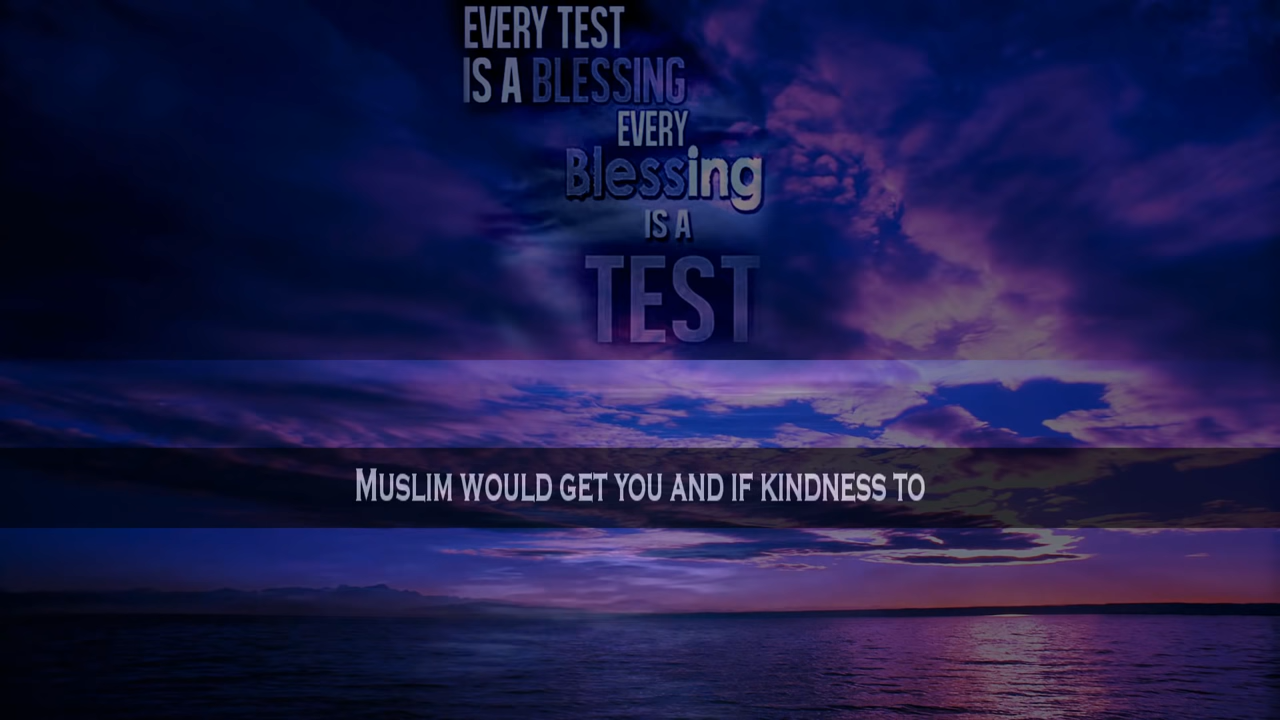 EVERY TEST
IS A BLESSING
EVERY
Blessing
IS A
TEST
Muslim would get you and if kindness to